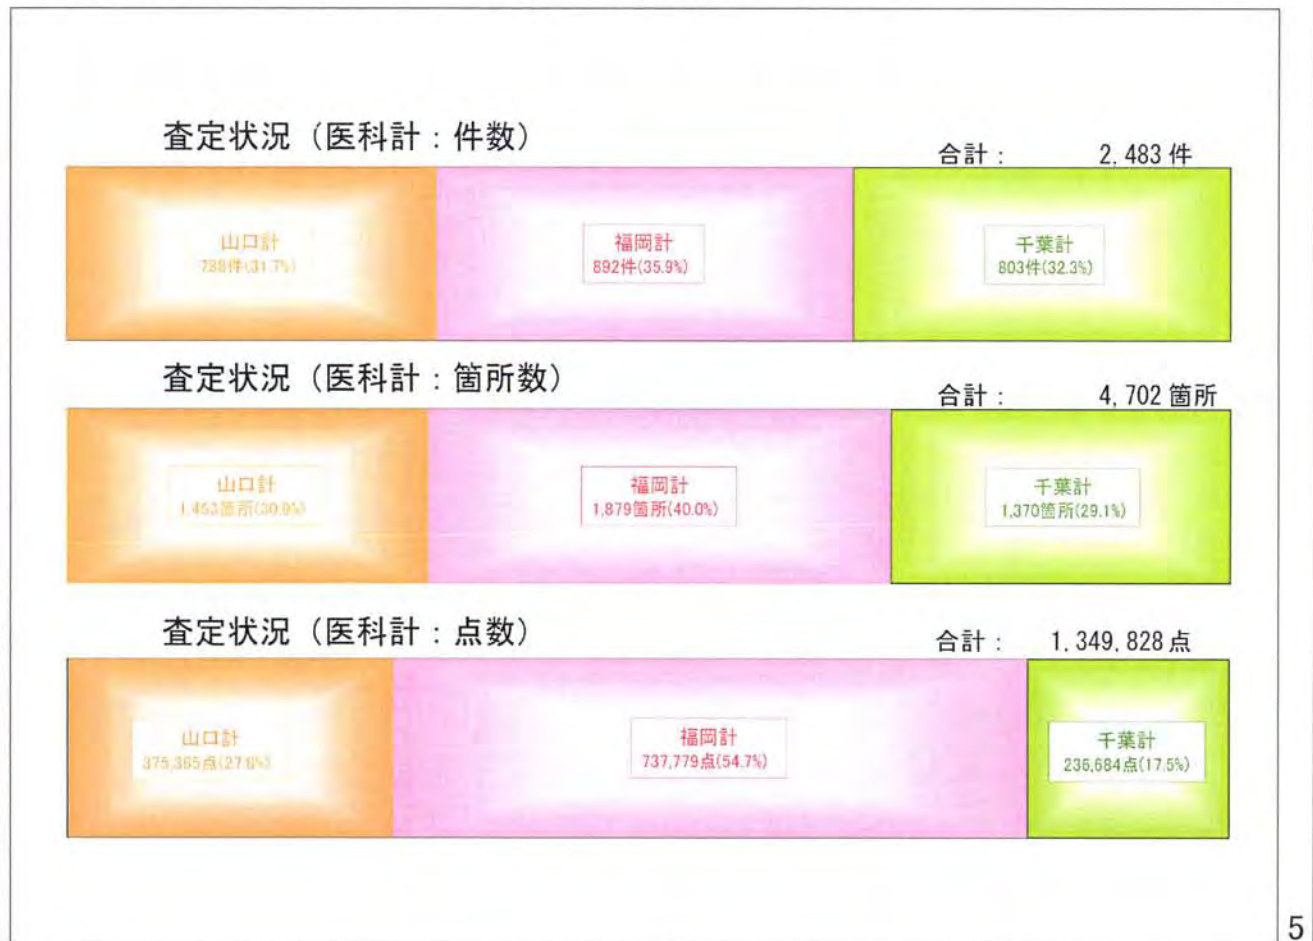 査定状況（医科計：件数）
合計： 2,483 件
山口計
788件(31.7%)
福岡計
892件(35.9%)
千葉計
803件(32.3%)
査定状況（医科計：箇所数）
合計： 4,702 箇所
山口計
1,453箇所(30.9%)
福岡計
1,879箇所(40.0%)
千葉計
1,370箇所(29.1%)
査定状況（医科計：点数）
合計： 1,349,828 点
山口計
375,365点(27.8%)
福岡計
737,779点(54.7%)
千葉計
236,684点(17.5%)
5